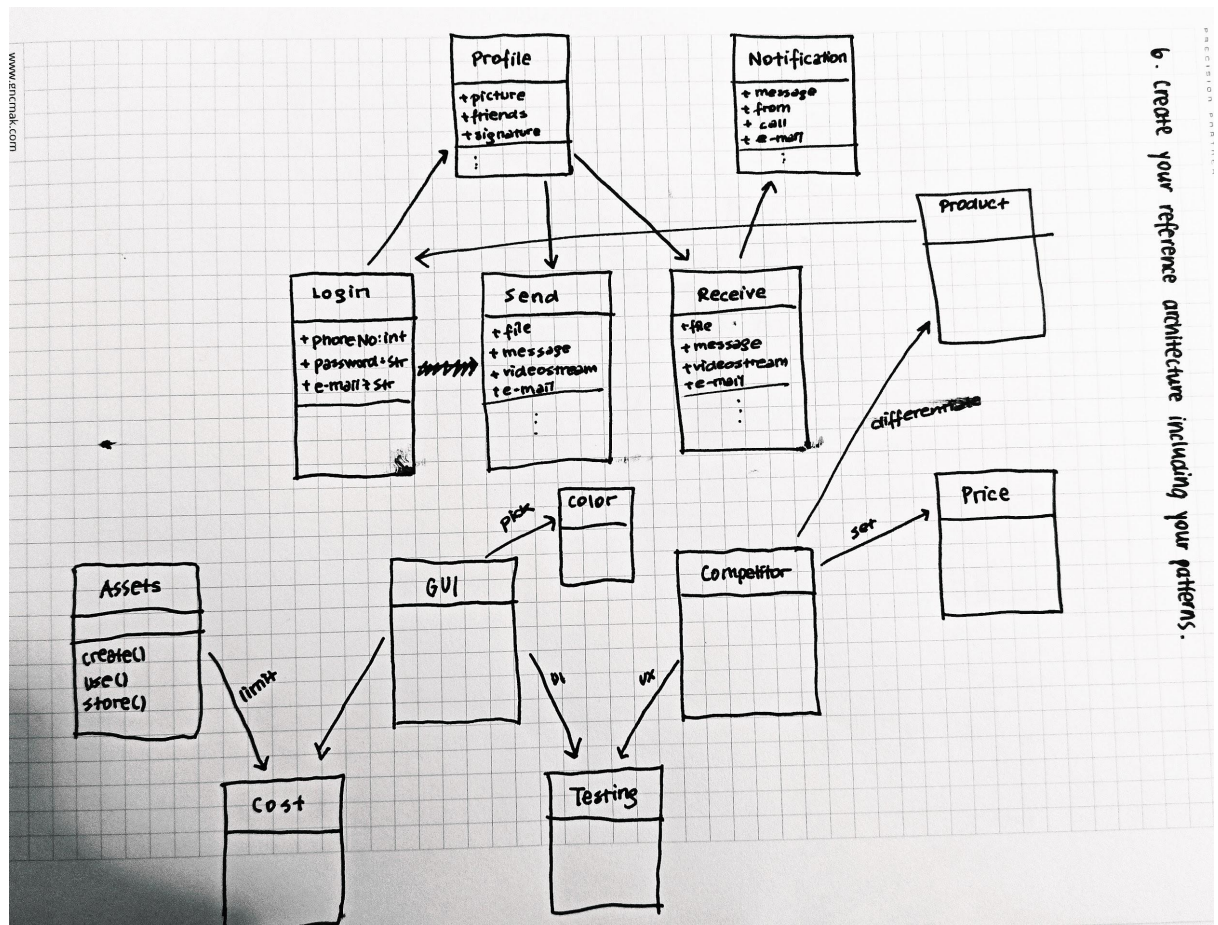 www.gncmak.com
6. Create your reference architecture including your patterns.
Profile
+picture
+friends
+signature
Notification
+ message
+ from
+ call
+ e-mail
Product
Login
+ phoneNo:int
+ password:str
+ e-mail:str
Send
+ file
+ message
+ videostream
+ e-mail
Receive
+file
+message
+videostream
+e-mail
differentiate
pick
color
set
Price
Assets
create()
use()
store()
GUI
Competitor
limit
UI
UX
Cost
Testing